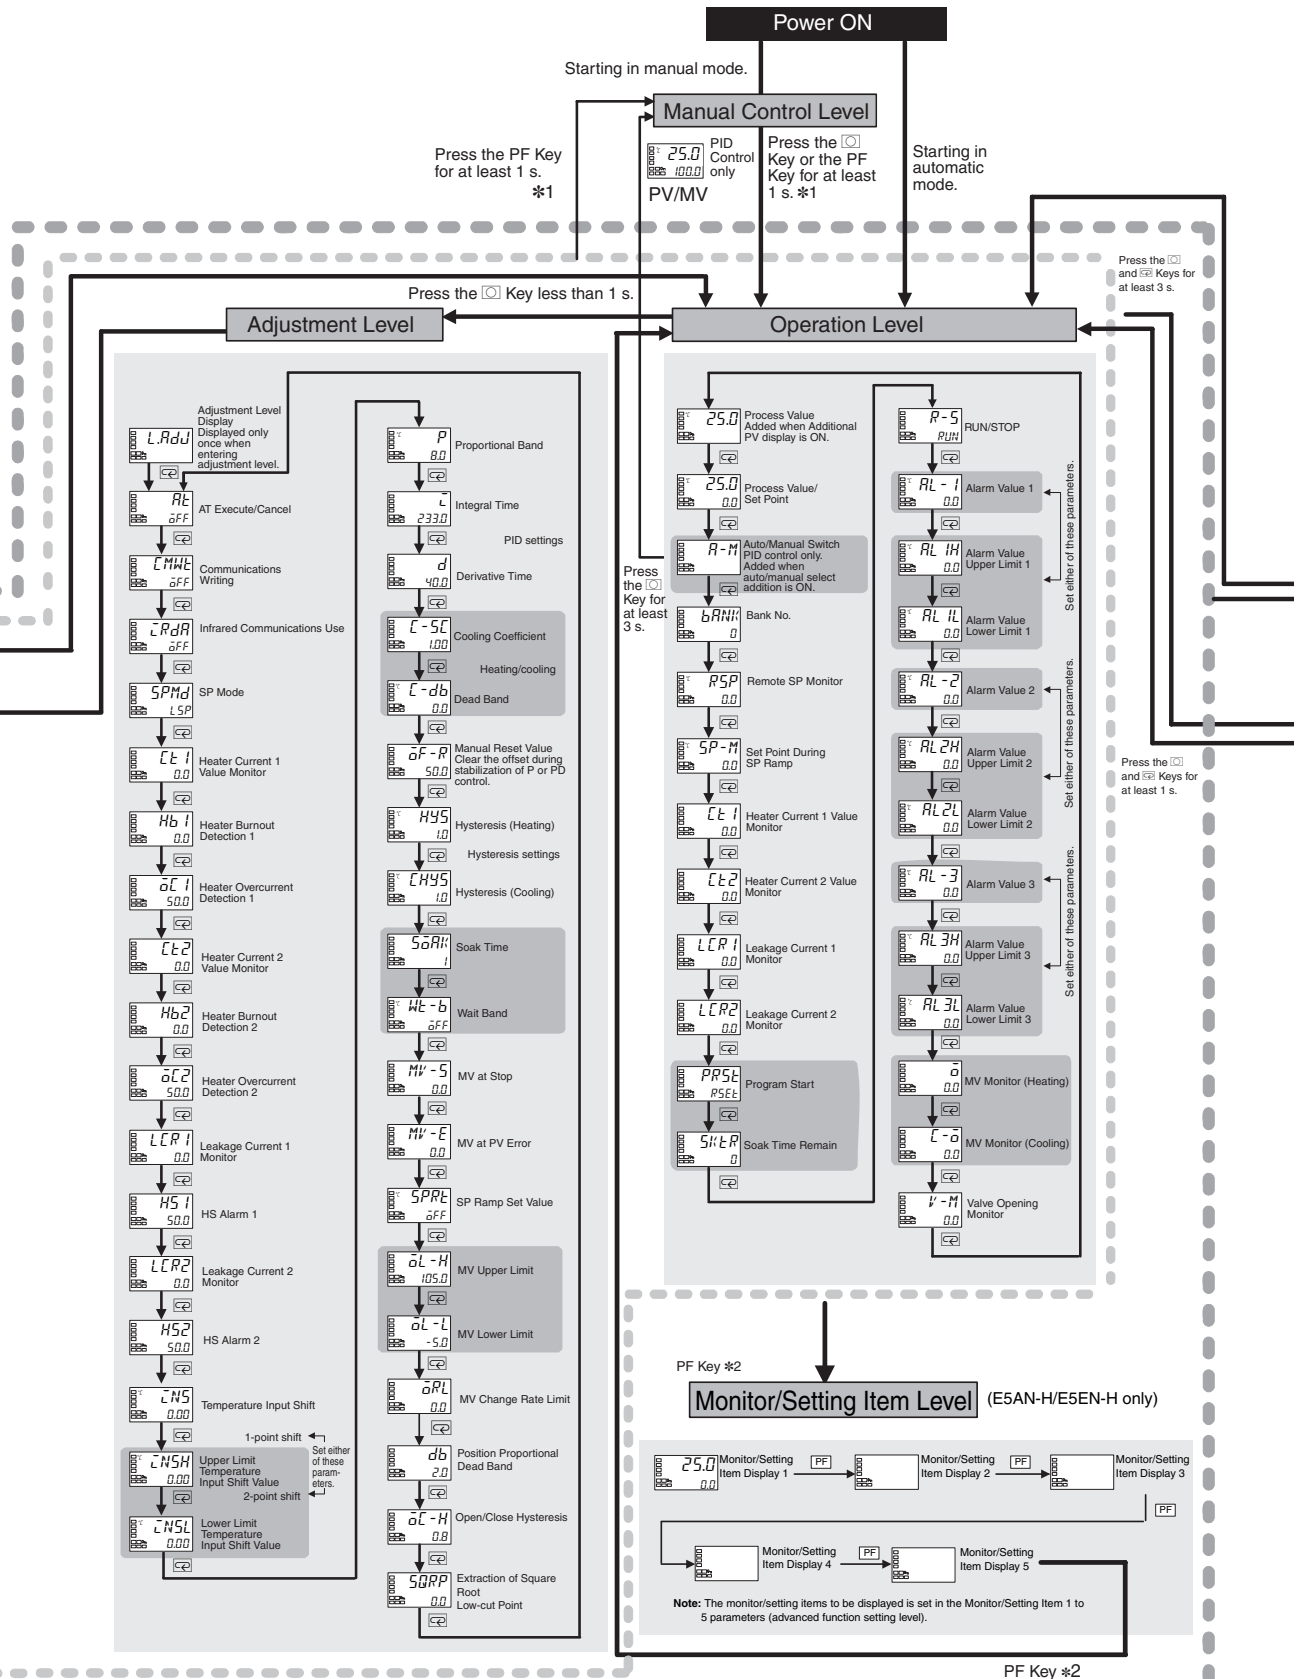 Power ON
Starting in manual mode.
Manual Control Level
Press the PF Key
for at least 1 s.
✻1
25.0
100.0
PID
Control
only
PV/MV
Press the
Key or the PF
Key for at least
1 s. ✻1
Starting in
automatic
mode.
Press the
and Keys for
at least 3 s.
Press the Key less than 1 s.
Adjustment Level
Operation Level
L.AdJ
Adjustment Level
Display
Displayed only
once when
entering
adjustment level.
At
oFF
AT Execute/Cancel
CMWt
oFF
Communications
Writing
iRdA
oFF
Infrared Communications Use
SPMd
LSP
SP Mode
Ct1
0.0
Heater Current 1
Value Monitor
Hb1
0.0
Heater Burnout
Detection 1
oC1
50.0
Heater Overcurrent
Detection 1
Ct2
0.0
Heater Current 2
Value Monitor
Hb2
0.0
Heater Burnout
Detection 2
oC2
50.0
Heater Overcurrent
Detection 2
LCR1
0.0
Leakage Current 1
Monitor
HS1
50.0
HS Alarm 1
LCR2
0.0
Leakage Current 2
Monitor
HS2
50.0
HS Alarm 2
iNS
0.00
Temperature Input Shift
1-point shift
iNSH
0.00
Upper Limit
Temperature
Input Shift Value
2-point shift
Set either
of these
param-
eters.
iNSL
0.00
Lower Limit
Temperature
Input Shift Value
P
8.0
Proportional Band
i
233.0
Integral Time
PID settings
d
40.0
Derivative Time
C-SC
1.00
Cooling Coefficient
Heating/cooling
C-db
0.0
Dead Band
oF-R
50.0
Manual Reset Value
Clear the offset during
stabilization of P or PD
control.
HYS
1.0
Hysteresis (Heating)
Hysteresis settings
CHYS
1.0
Hysteresis (Cooling)
SoAK
1
Soak Time
Wt-b
oFF
Wait Band
MV-S
0.0
MV at Stop
MV-E
0.0
MV at PV Error
SPRt
oFF
SP Ramp Set Value
oL-H
105.0
MV Upper Limit
oL-L
-5.0
MV Lower Limit
oRL
0.0
MV Change Rate Limit
db
2.0
Position Proportional
Dead Band
oC-H
0.8
Open/Close Hysteresis
SQRP
0.0
Extraction of Square
Root
Low-cut Point
Press
the
Key for
at least
3 s.
25.0
Process Value
Added when Additional
PV display is ON.
25.0
0.0
Process Value/
Set Point
A-M
Auto/Manual Switch
PID control only.
Added when
auto/manual select
addition is ON.
bANK
0
Bank No.
RSP
0.0
Remote SP Monitor
SP-M
0.0
Set Point During
SP Ramp
Ct1
0.0
Heater Current 1 Value
Monitor
Ct2
0.0
Heater Current 2 Value
Monitor
LCR1
0.0
Leakage Current 1
Monitor
LCR2
0.0
Leakage Current 2
Monitor
PRSt
RSEt
Program Start
SKtR
0
Soak Time Remain
R-S
RUN
RUN/STOP
AL-1
0.0
Alarm Value 1
AL1H
0.0
Alarm Value
Upper Limit 1
AL1L
0.0
Alarm Value
Lower Limit 1
Set either of these parameters.
AL-2
0.0
Alarm Value 2
AL2H
0.0
Alarm Value
Upper Limit 2
AL2L
0.0
Alarm Value
Lower Limit 2
Set either of these parameters.
AL-3
0.0
Alarm Value 3
AL3H
0.0
Alarm Value
Upper Limit 3
AL3L
0.0
Alarm Value
Lower Limit 3
Set either of these parameters.
o
0.0
MV Monitor (Heating)
C-o
0.0
MV Monitor (Cooling)
V-M
0.0
Valve Opening
Monitor
Press the
and Keys for
at least 1 s.
PF Key ✻2
Monitor/Setting Item Level
(E5AN-H/E5EN-H only)
25.0
0.0
Monitor/Setting
Item Display 1
PF
Monitor/Setting
Item Display 2
PF
Monitor/Setting
Item Display 3
PF
Monitor/Setting
Item Display 4
PF
Monitor/Setting
Item Display 5
Note: The monitor/setting items to be displayed is set in the Monitor/Setting Item 1 to
5 parameters (advanced function setting level).
PF Key ✻2